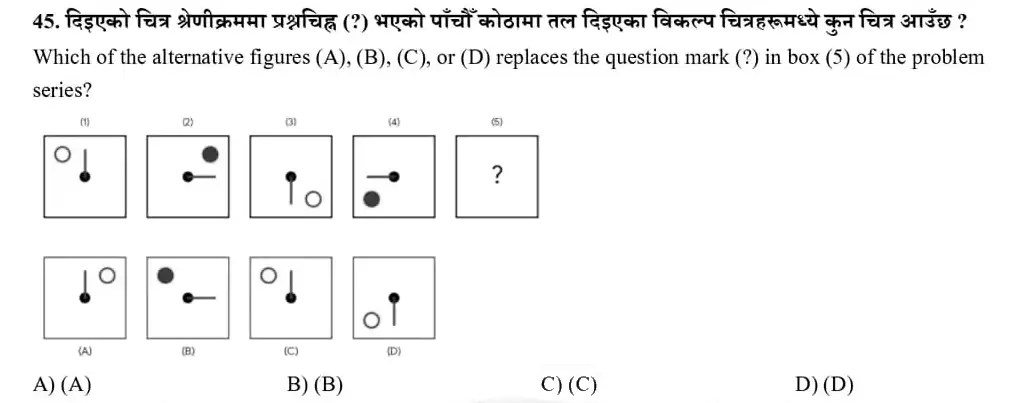 45. दिइएको चित्र श्रेणीक्रममा प्रश्नचिह्न (?) भएको पाँचौँ कोठामा तल दिइएका विकल्प चित्रहरूमध्ये कुन चित्र आउँछ ?
Which of the alternative figures (A), (B), (C), or (D) replaces the question mark (?) in box (5) of the problem
series?
(1) (2) (3) (4) (5)
?
(A) (B) (C) (D)
A) (A) B) (B) C) (C) D) (D)